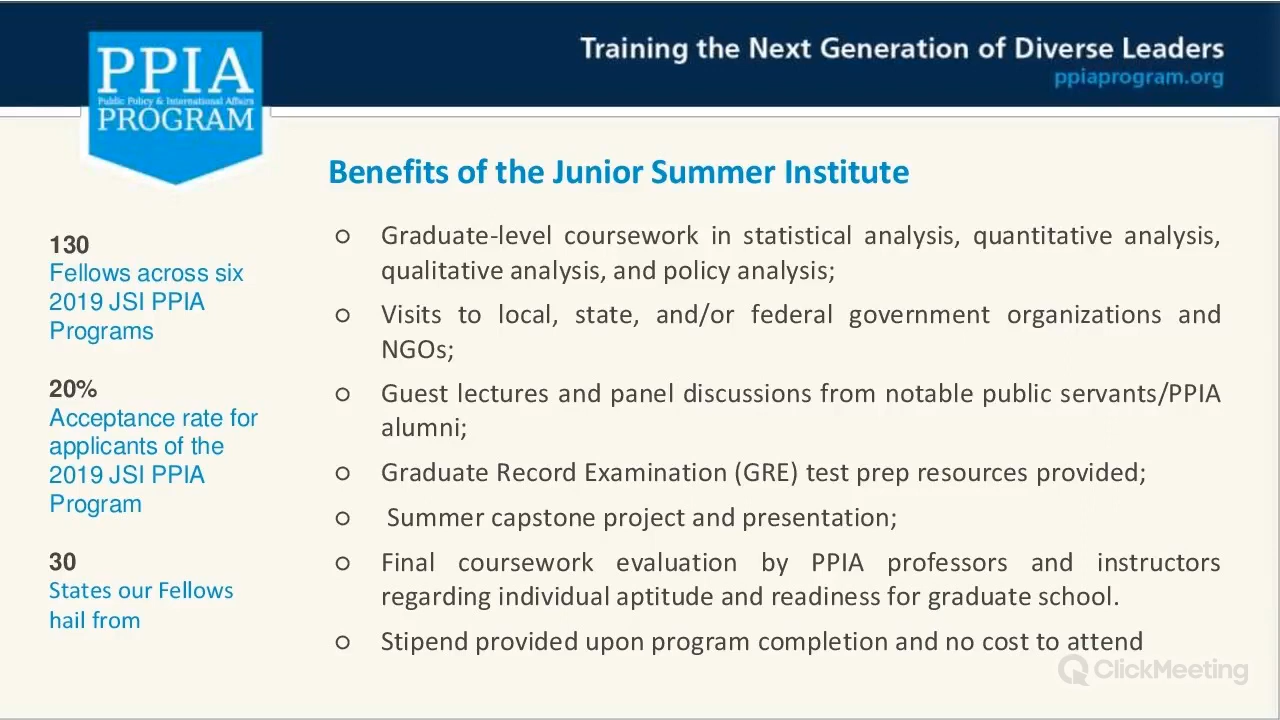 PPIA
Public Policy & International Affairs
PROGRAM
Training the Next Generation of Diverse Leaders
ppiaprogram.org
Benefits of the Junior Summer Institute
130
Fellows across six
2019 JSI PPIA
Programs
20%
Acceptance rate for
applicants of the
2019 JSI PPIA
Program
30
States our Fellows
hail from
○ Graduate-level coursework in statistical analysis, quantitative analysis,
qualitative analysis, and policy analysis;
○ Visits to local, state, and/or federal government organizations and
NGOs;
○ Guest lectures and panel discussions from notable public servants/PPIA
alumni;
○ Graduate Record Examination (GRE) test prep resources provided;
○ Summer capstone project and presentation;
○ Final coursework evaluation by PPIA professors and instructors
regarding individual aptitude and readiness for graduate school.
○ Stipend provided upon program completion and no cost to attend
ClickMeeting